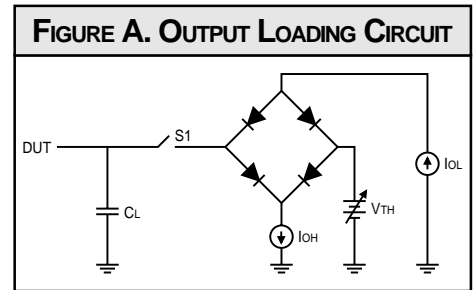 FIGURE A. OUTPUT LOADING CIRCUIT
DUT
S1
CL
IOH
VTH
IOL